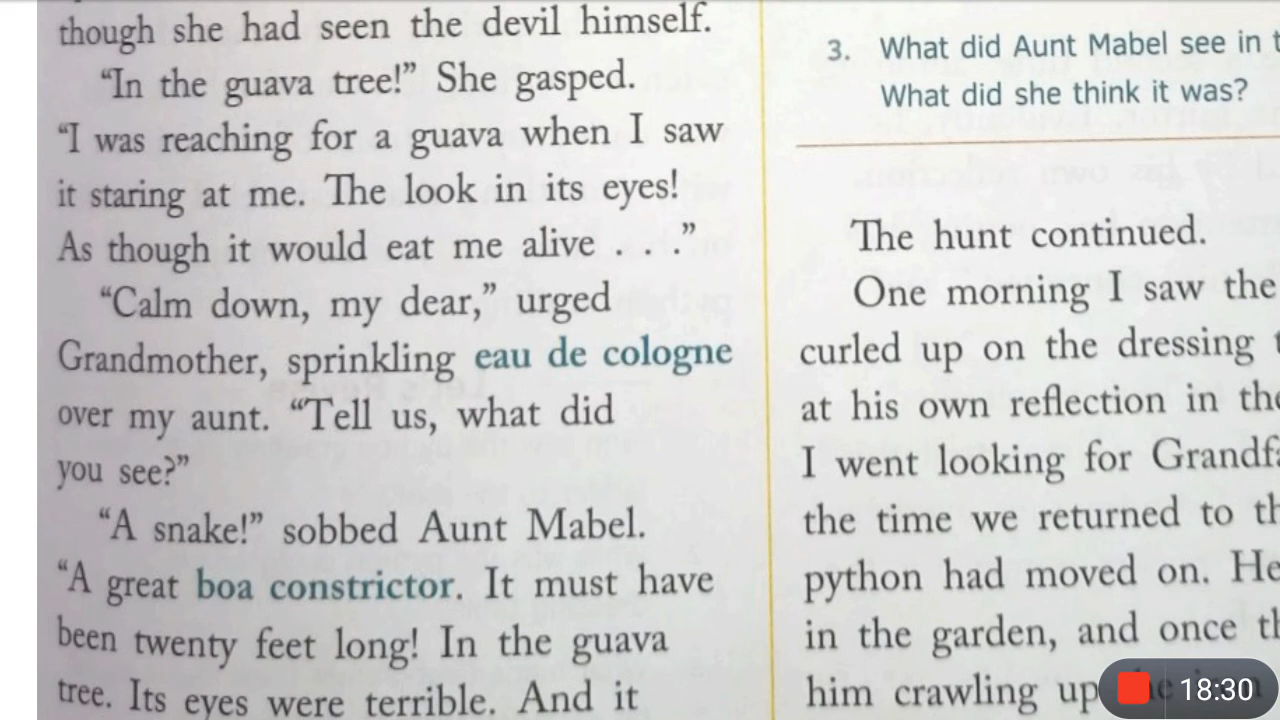 though she had seen the devil himself.
“In the guava tree!” She gasped.
“I was reaching for a guava when I saw
it staring at me. The look in its eyes!
As though it would eat me alive . . .”
“Calm down, my dear,” urged
Grandmother, sprinkling eau de cologne
over my aunt. “Tell us, what did
you see?”
“A snake!” sobbed Aunt Mabel.
“A great boa constrictor. It must have
been twenty feet long! In the guava
tree. Its eyes were terrible. And it
3. What did Aunt Mabel see in
What did she think it was?
The hunt continued.
One morning I saw the
curled up on the dressing
at his own reflection in
I went looking for
the time we returned to
python had moved on. He
in the garden, and once
him crawling up
18:30